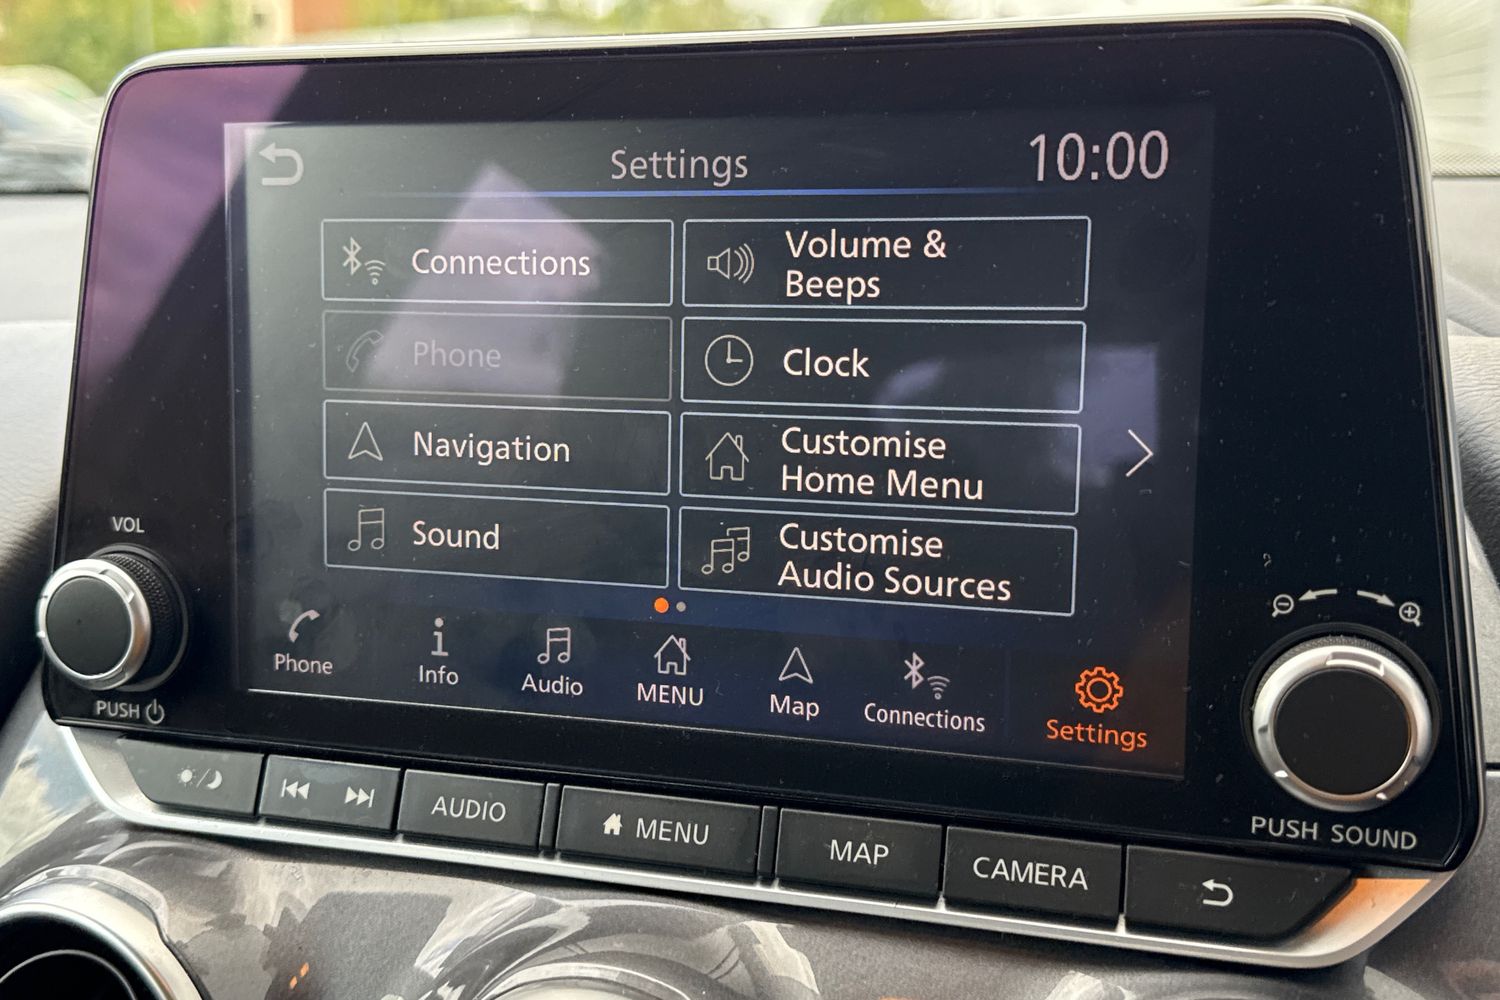 Settings
10:00
Connections
Volume &
Beeps
Phone
Clock
Navigation
Customise
Home Menu
Sound
Customise
Audio Sources
Phone
Info
Audio
MENU
Map
Connections
Settings
VOL
PUSH
PUSH SOUND
AUDIO
MENU
MAP
CAMERA